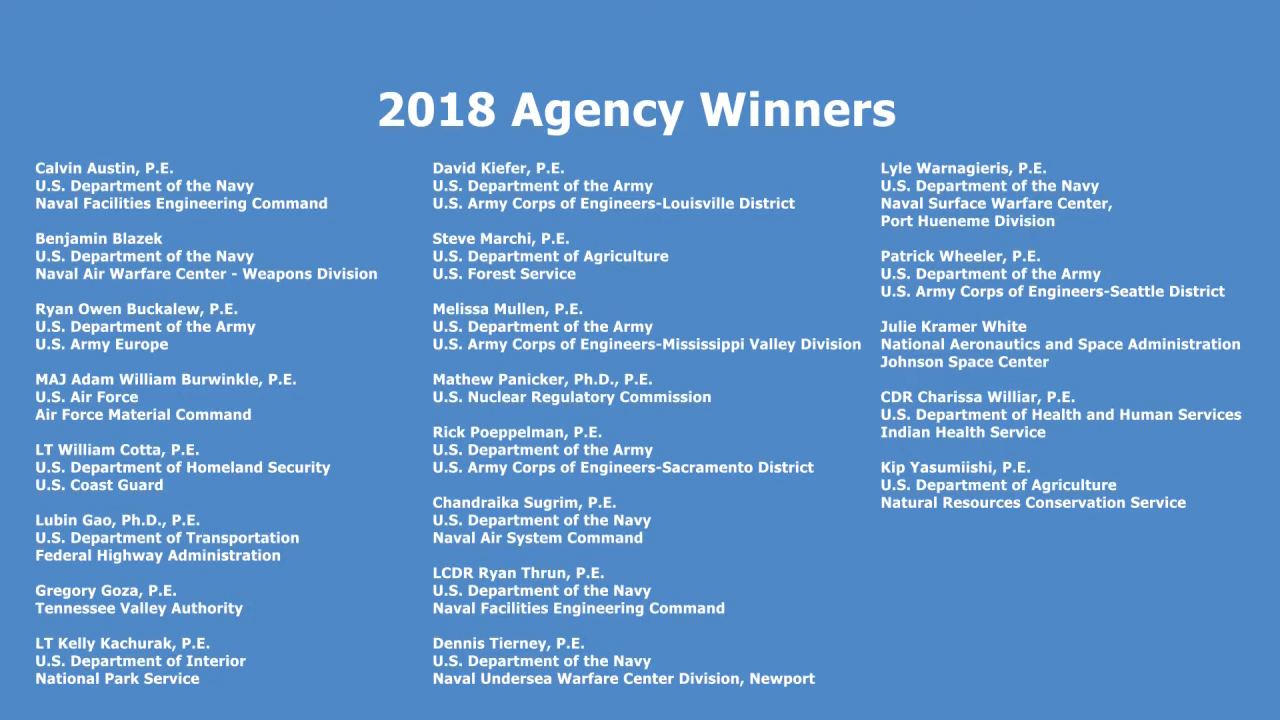 2018 Agency Winners
Calvin Austin, P.E.
U.S. Department of the Navy
Naval Facilities Engineering Command
Benjamin Blazek
U.S. Department of the Navy
Naval Air Warfare Center - Weapons Division
Ryan Owen Buckalew, P.E.
U.S. Department of the Army
U.S. Army Europe
MAJ Adam William Burwinkle, P.E.
U.S. Air Force
Air Force Material Command
LT William Cotta, P.E.
U.S. Department of Homeland Security
U.S. Coast Guard
Lubin Gao, Ph.D., P.E.
U.S. Department of Transportation
Federal Highway Administration
Gregory Goza, P.E.
Tennessee Valley Authority
LT Kelly Kachurak, P.E.
U.S. Department of Interior
National Park Service
David Kiefer, P.E.
U.S. Department of the Army
U.S. Army Corps of Engineers-Louisville District
Steve Marchi, P.E.
U.S. Department of Agriculture
U.S. Forest Service
Melissa Mullen, P.E.
U.S. Department of the Army
U.S. Army Corps of Engineers-Mississippi Valley Division
Mathew Panicker, Ph.D., P.E.
U.S. Nuclear Regulatory Commission
Rick Poeppelman, P.E.
U.S. Department of the Army
U.S. Army Corps of Engineers-Sacramento District
Chandraika Sugrim, P.E.
U.S. Department of the Navy
Naval Air System Command
LCDR Ryan Thrun, P.E.
U.S. Department of the Navy
Naval Facilities Engineering Command
Dennis Tierney, P.E.
U.S. Department of the Navy
Naval Undersea Warfare Center Division, Newport
Lyle Warnagieris, P.E.
U.S. Department of the Navy
Naval Surface Warfare Center,
Port Hueneme Division
Patrick Wheeler, P.E.
U.S. Department of the Army
U.S. Army Corps of Engineers-Seattle District
Julie Kramer White
National Aeronautics and Space Administration
Johnson Space Center
CDR Charissa Williar, P.E.
U.S. Department of Health and Human Services
Indian Health Service
Kip Yasumiishi, P.E.
U.S. Department of Agriculture
Natural Resources Conservation Service